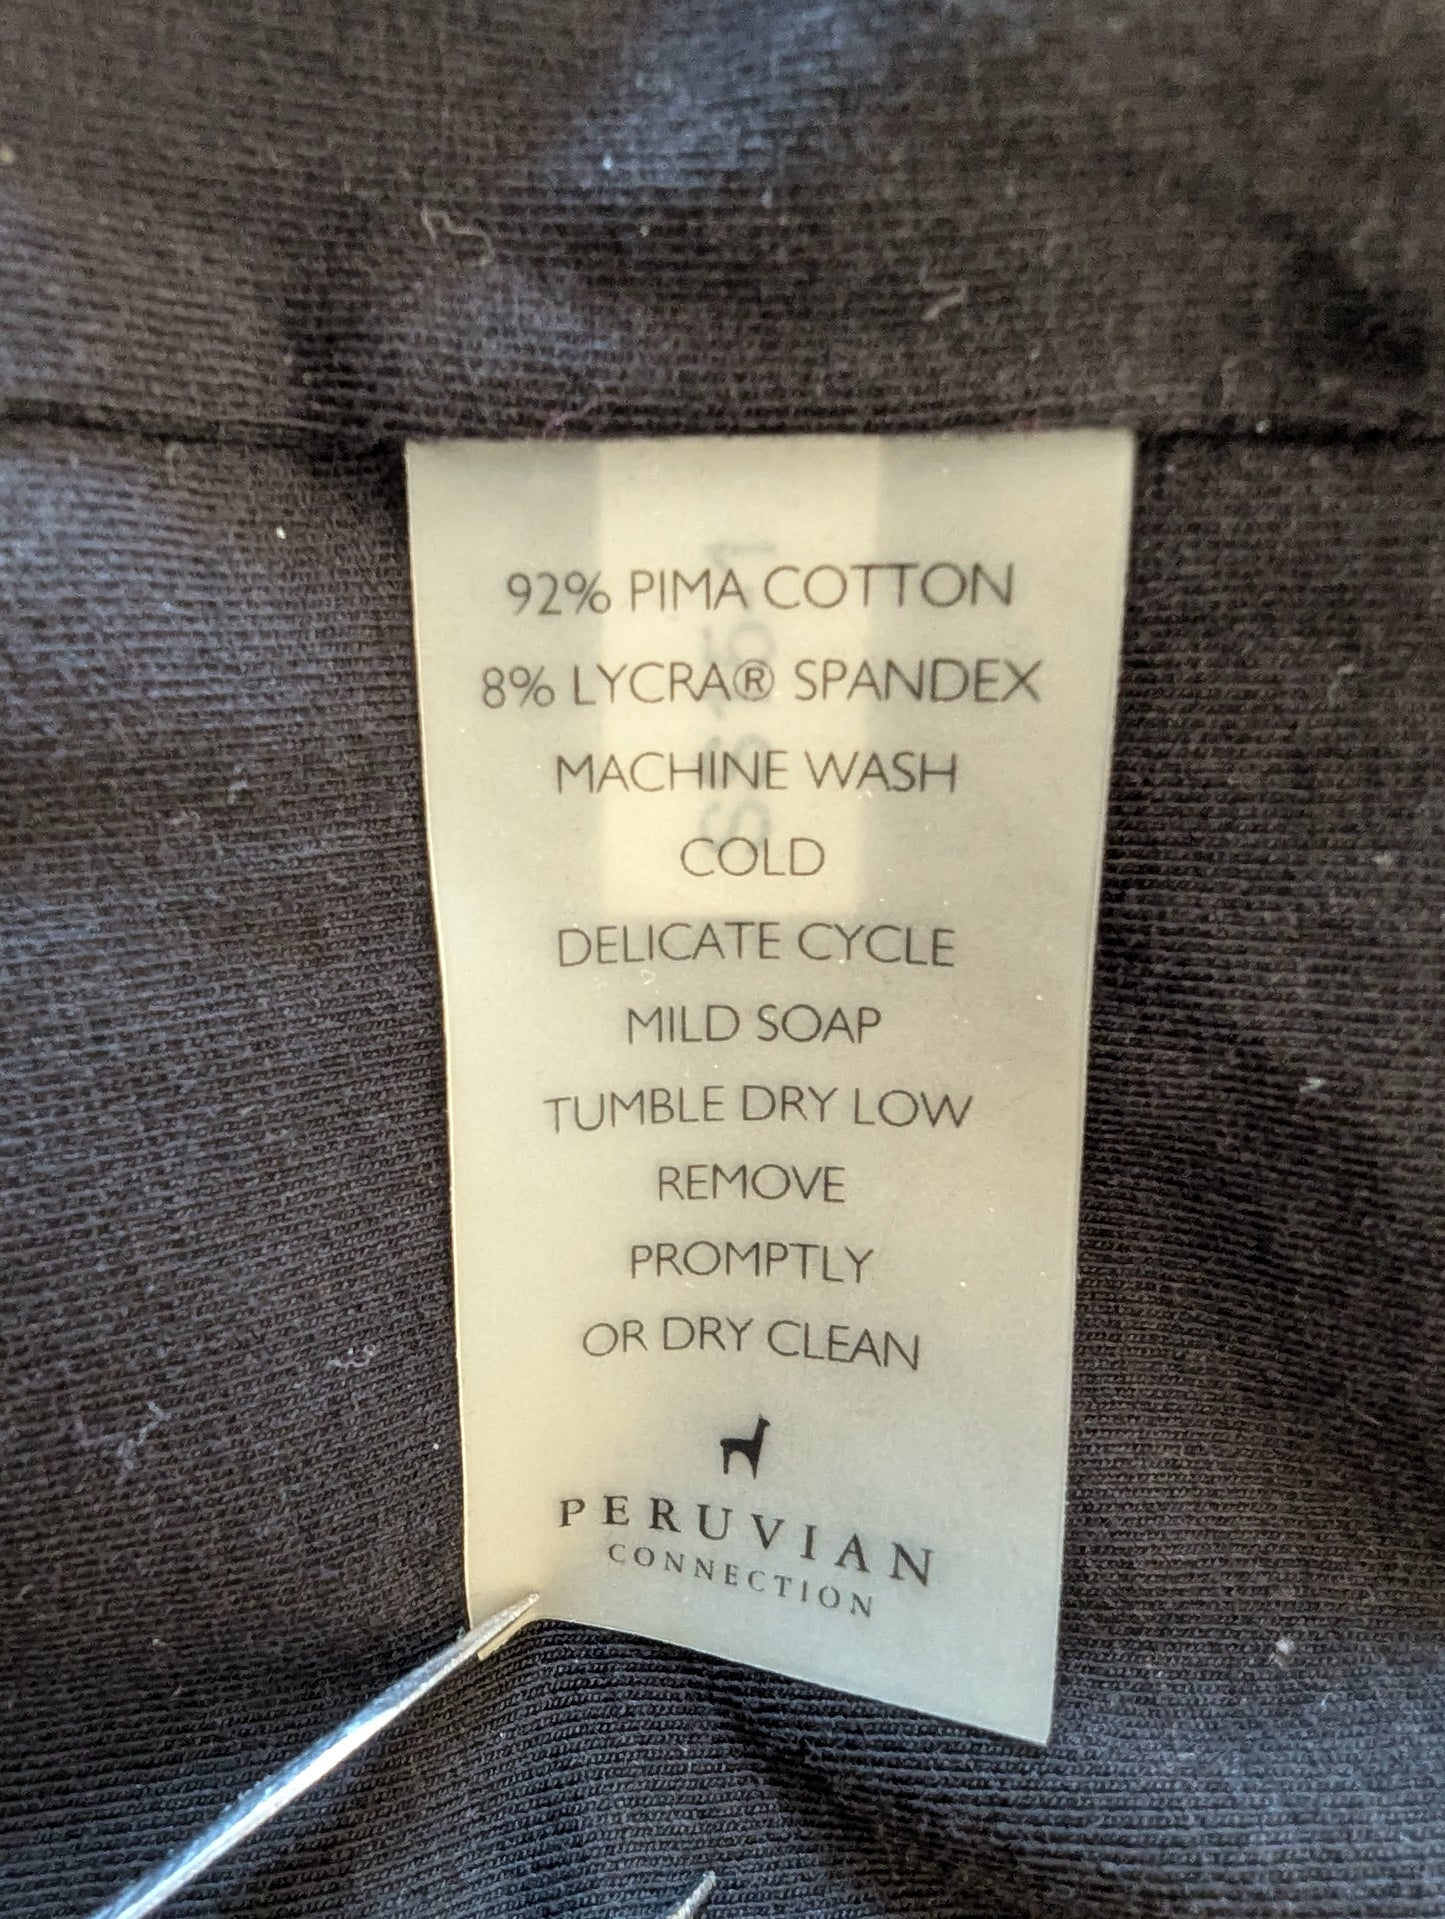 92% PIMA COTTON
8% LYCRA® SPANDEX
MACHINE WASH
COLD
DELICATE CYCLE
MILD SOAP
TUMBLE DRY LOW
REMOVE
PROMPTLY
OR DRY CLEAN
PERUVIAN
CONNECTION